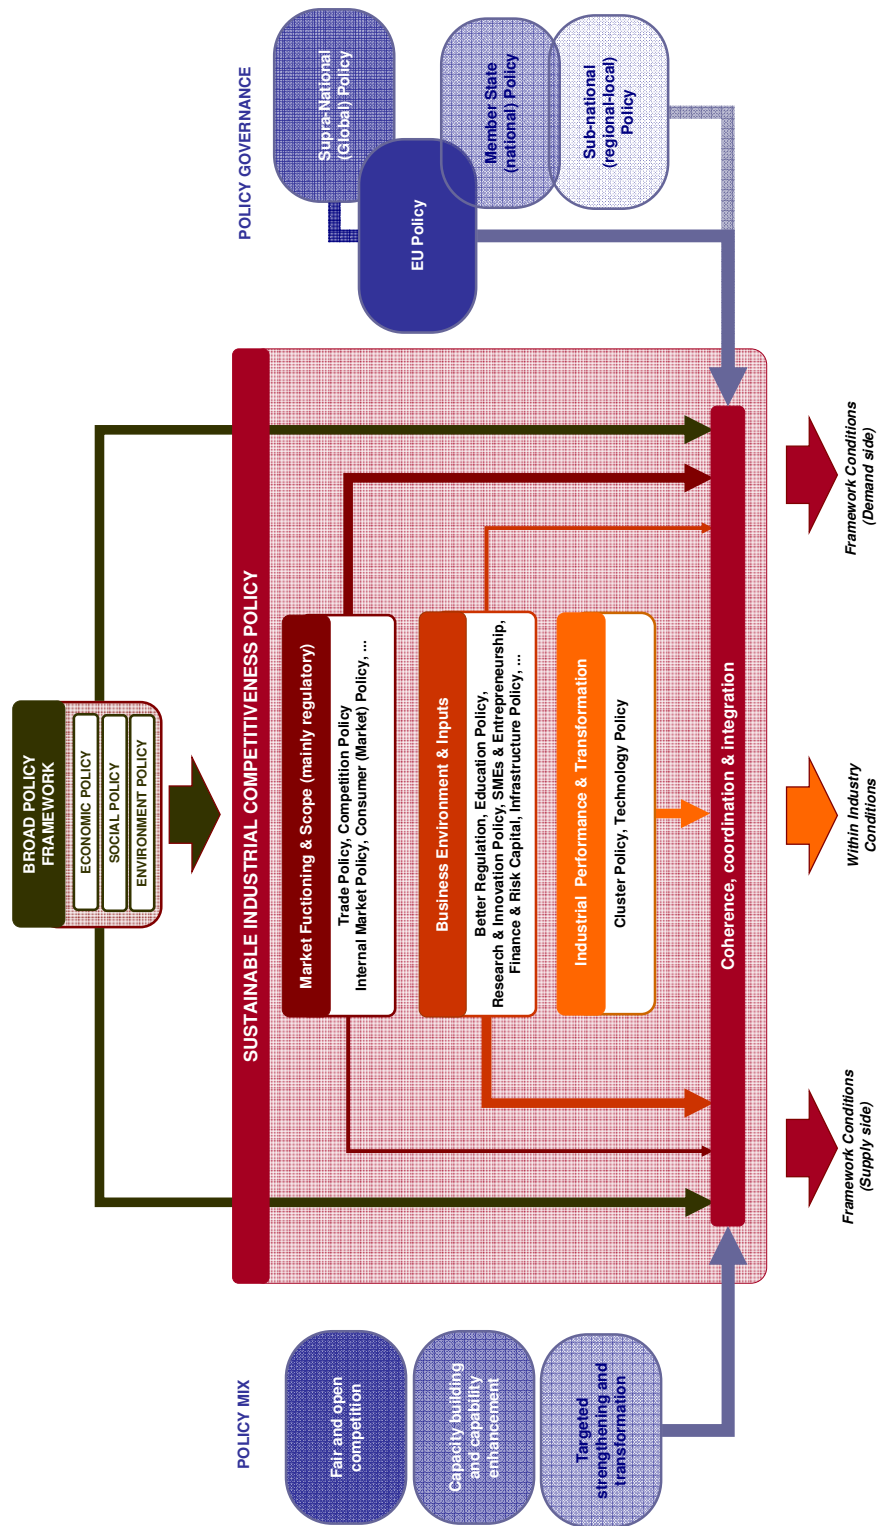 BROAD POLICY
FRAMEWORK
ECONOMIC POLICY
SOCIAL POLICY
ENVIRONMENT POLICY
POLICY MIX
Fair and open
competition
Capacity building
and capability
enhancement
Targeted
strengthening and
transformation
SUSTAINABLE INDUSTRIAL COMPETITIVENESS POLICY
Market Fuctioning & Scope (mainly regulatory)
Trade Policy, Competition Policy
Internal Market Policy, Consumer (Market) Policy, ...
Business Environment & Inputs
Better Regulation, Education Policy,
Research & Innovation Policy, SMEs & Entrepreneurship,
Finance & Risk Capital, Infrastructure Policy, ...
Industrial Performance & Transformation
Cluster Policy, Technology Policy
Coherence, coordination & integration
POLICY GOVERNANCE
Supra-National
(Global) Policy
EU Policy
Member State
(national) Policy
Sub-national
(regional-local)
Policy
Framework Conditions
(Supply side)
Within Industry
Conditions
Framework Conditions
(Demand side)